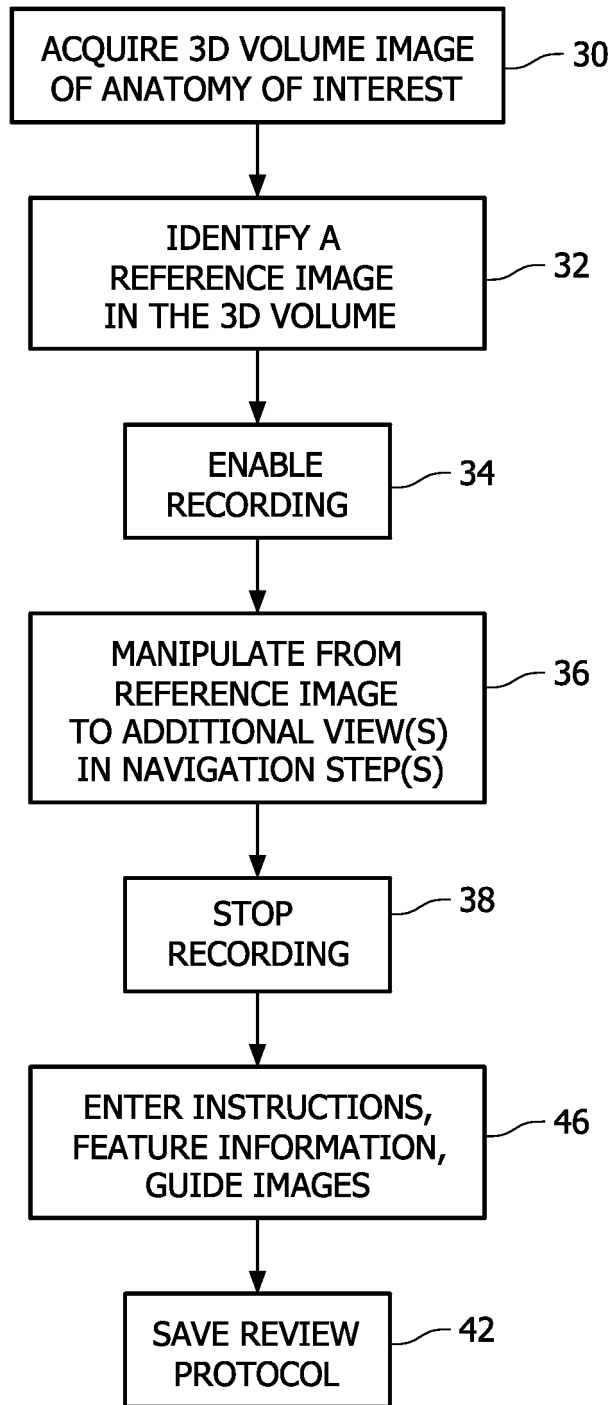 ACQUIRE 3D VOLUME IMAGE
OF ANATOMY OF INTEREST
30
IDENTIFY A
REFERENCE IMAGE
IN THE 3D VOLUME
32
ENABLE
RECORDING
34
MANIPULATE FROM
REFERENCE IMAGE
TO ADDITIONAL VIEW(S)
IN NAVIGATION STEP(S)
36
STOP
RECORDING
38
ENTER INSTRUCTIONS,
FEATURE INFORMATION,
GUIDE IMAGES
46
SAVE REVIEW
PROTOCOL
42